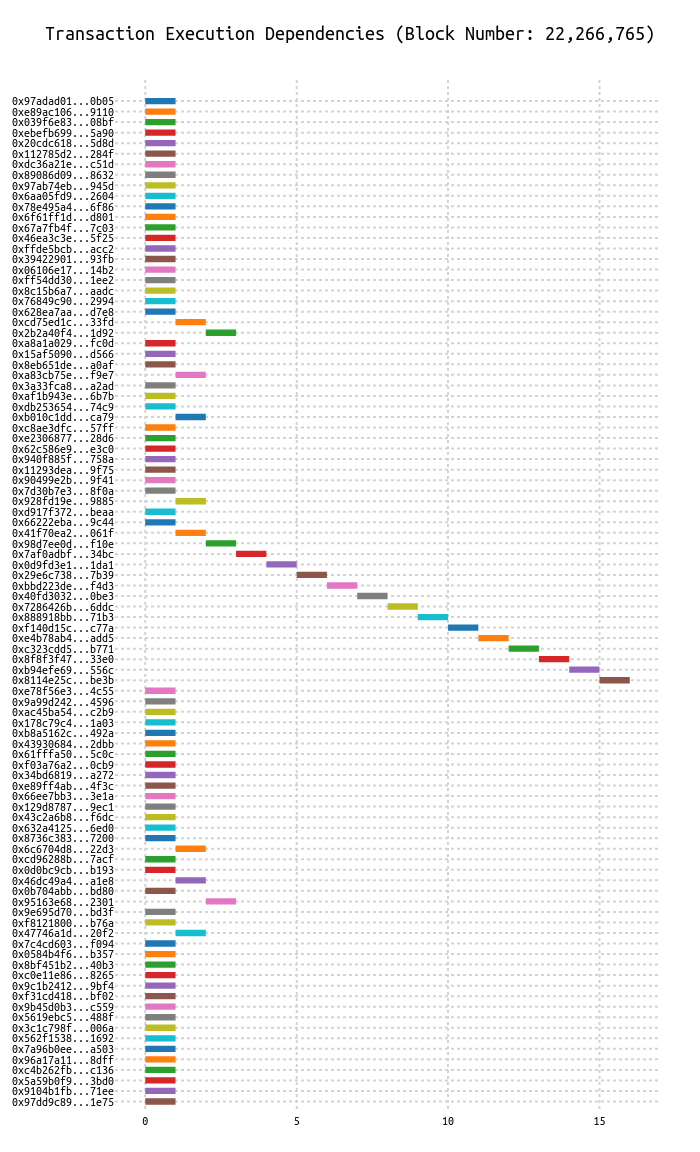 Transaction Execution Dependencies (Block Number: 22,266,765)
0x97adad01...0b05
0xe89ac106...9110
0x039f6e83...08bf
0xebefb699...5a90
0x20cdc618...5d8d
0x112785d2...284f
0xdc36a21e...c51d
0x89086d09...8632
0x97ab74eb...945d
0x6aa05fd9...2604
0x78e495a4...6f86
0x6f61ff1d...d801
0x67a7fb4f...7c03
0x46ea3c3e...5f25
0xffde5bcb...acc2
0x39422901...93fb
0x06106e17...14b2
0xff54dd30...1ee2
0x8c15b6a7...aadc
0x76849c90...2994
0x628ea7aa...d7e8
0xcd75ed1c...33fd
0x2b2a40f4...1d92
0xa8a1a029...fc0d
0x15af5090...d566
0x8eb651de...a0af
0xa83cb75e...f9e7
0x3a33fca8...a2ad
0xaf1b943e...6b7b
0xdb253654...74c9
0xb010c1dd...ca79
0xc8ae3dfc...57ff
0xe2306877...28d6
0x62c586e9...e3c0
0x940f885f...758a
0x11293dea...9f75
0x90499e2b...9f41
0x7d30b7e3...8f0a
0x928fd19e...9885
0xd917f372...beaa
0x66222eba...9c44
0x41f70ea2...061f
0x98d7ee0d...f10e
0x7af0adbf...34bc
0x0d9fd3e1...1da1
0x29e6c738...7b39
0xbbd223de...f4d3
0x40fd3032...0be3
0x7286426b...6ddc
0x888918bb...71b3
0xf140d15c...c77a
0xe4b78ab4...add5
0xc323cdd5...b771
0x8f8f3f47...33e0
0xb94efe69...556c
0x8114e25c...be3b
0xe78f56e3...4c55
0x9a99d242...4596
0xac45ba54...c2b9
0x178c79c4...1a03
0xb8a5162c...492a
0x43930684...2dbb
0x61fffa50...5c0c
0xf03a76a2...0cb9
0x34bd6819...a272
0xe89ff4ab...4f3c
0x66ee7bb3...3e1a
0x129d8787...9ec1
0x43c2a6b8...f6dc
0x632a4125...6ed0
0x8736c383...7200
0x6c6704d8...22d3
0xcd96288b...7acf
0x0d0bc9cb...b193
0x46dc49a4...a1e8
0x0b704abb...bd80
0x95163e68...2301
0x9e695d70...bd3f
0xf8121800...b76a
0x47746a1d...20f2
0x7c4cd603...f094
0x0584b4f6...b357
0x8bf451b2...40b3
0xc0e11e86...8265
0x9c1b2412...9bf4
0xf31cd418...bf02
0x9b45d0b3...c559
0x5619ebc5...488f
0x3c1c798f...006a
0x562f1538...1692
0x7a96b0ee...a503
0x96a17a11...8dff
0xc4b262fb...c136
0x5a59b0f9...3bd0
0x9104b1fb...71ee
0x97dd9c89...1e75
0 5 10 15